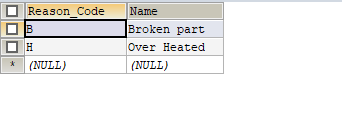 Reason_Code Name
B Broken part
H Over Heated
* (NULL) (NULL)